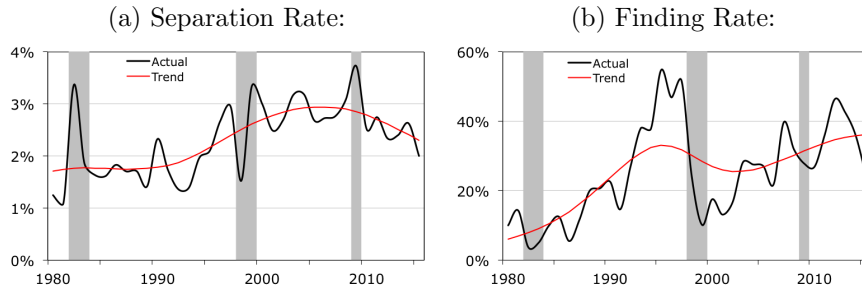 (a) Separation Rate:
4%
3%
2%
1%
0%
Actual
Trend
1980
1990
2000
2010
(b) Finding Rate:
60%
40%
20%
0%
Actual
Trend
1980
1990
2000
2010